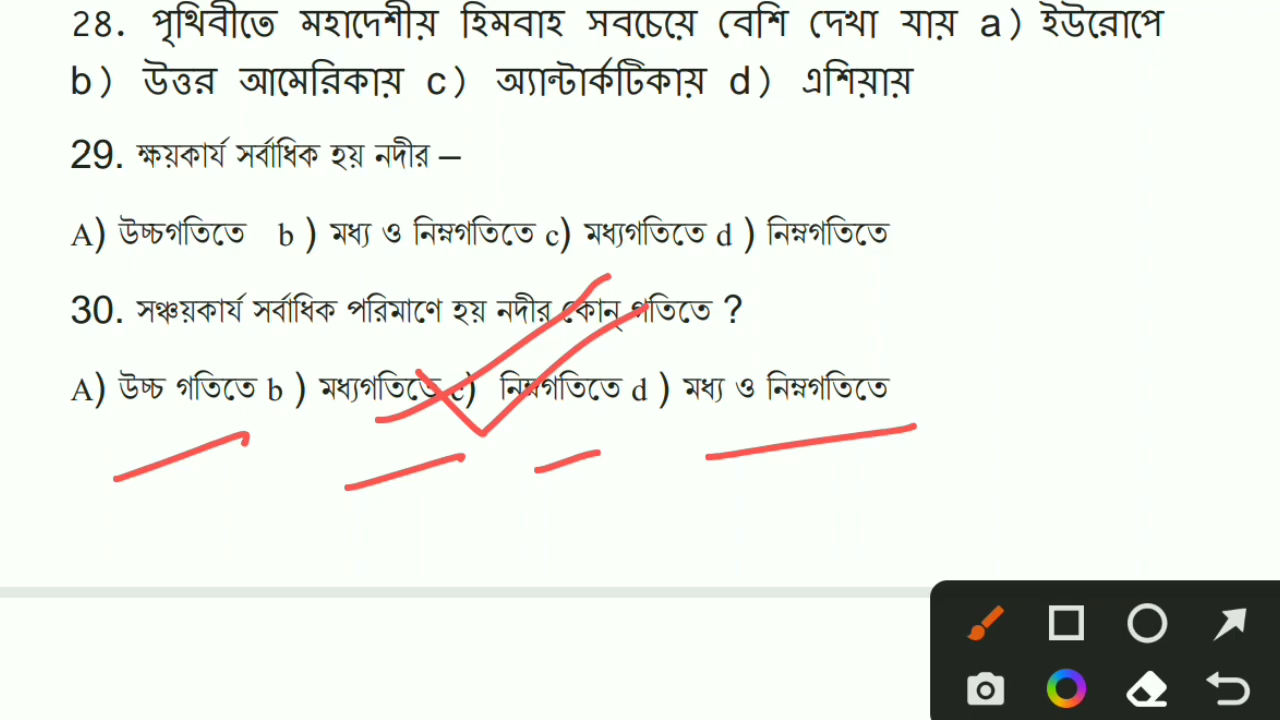 28. পৃথিবীতে মহাদেশীয় হিমবাহ সবচেয়ে বেশি দেখা যায় a) ইউরোপে
b) উত্তর আমেরিকায় c) অ্যান্টার্কটিকায় d) এশিয়ায়
29. ক্ষয়কার্য সর্বাধিক হয় নদীর –
A) উচ্চগতিতে b ) মধ্য ও নিম্নগতিতে c) মধ্যগতিতে d ) নিম্নগতিতে
30. সঞ্চয়কার্য সর্বাধিক পরিমাণে হয় নদীর কোন্ গতিতে ?
A) উচ্চ গতিতে b ) মধ্যগতিতে c) নিম্নগতিতে d ) মধ্য ও নিম্নগতিতে